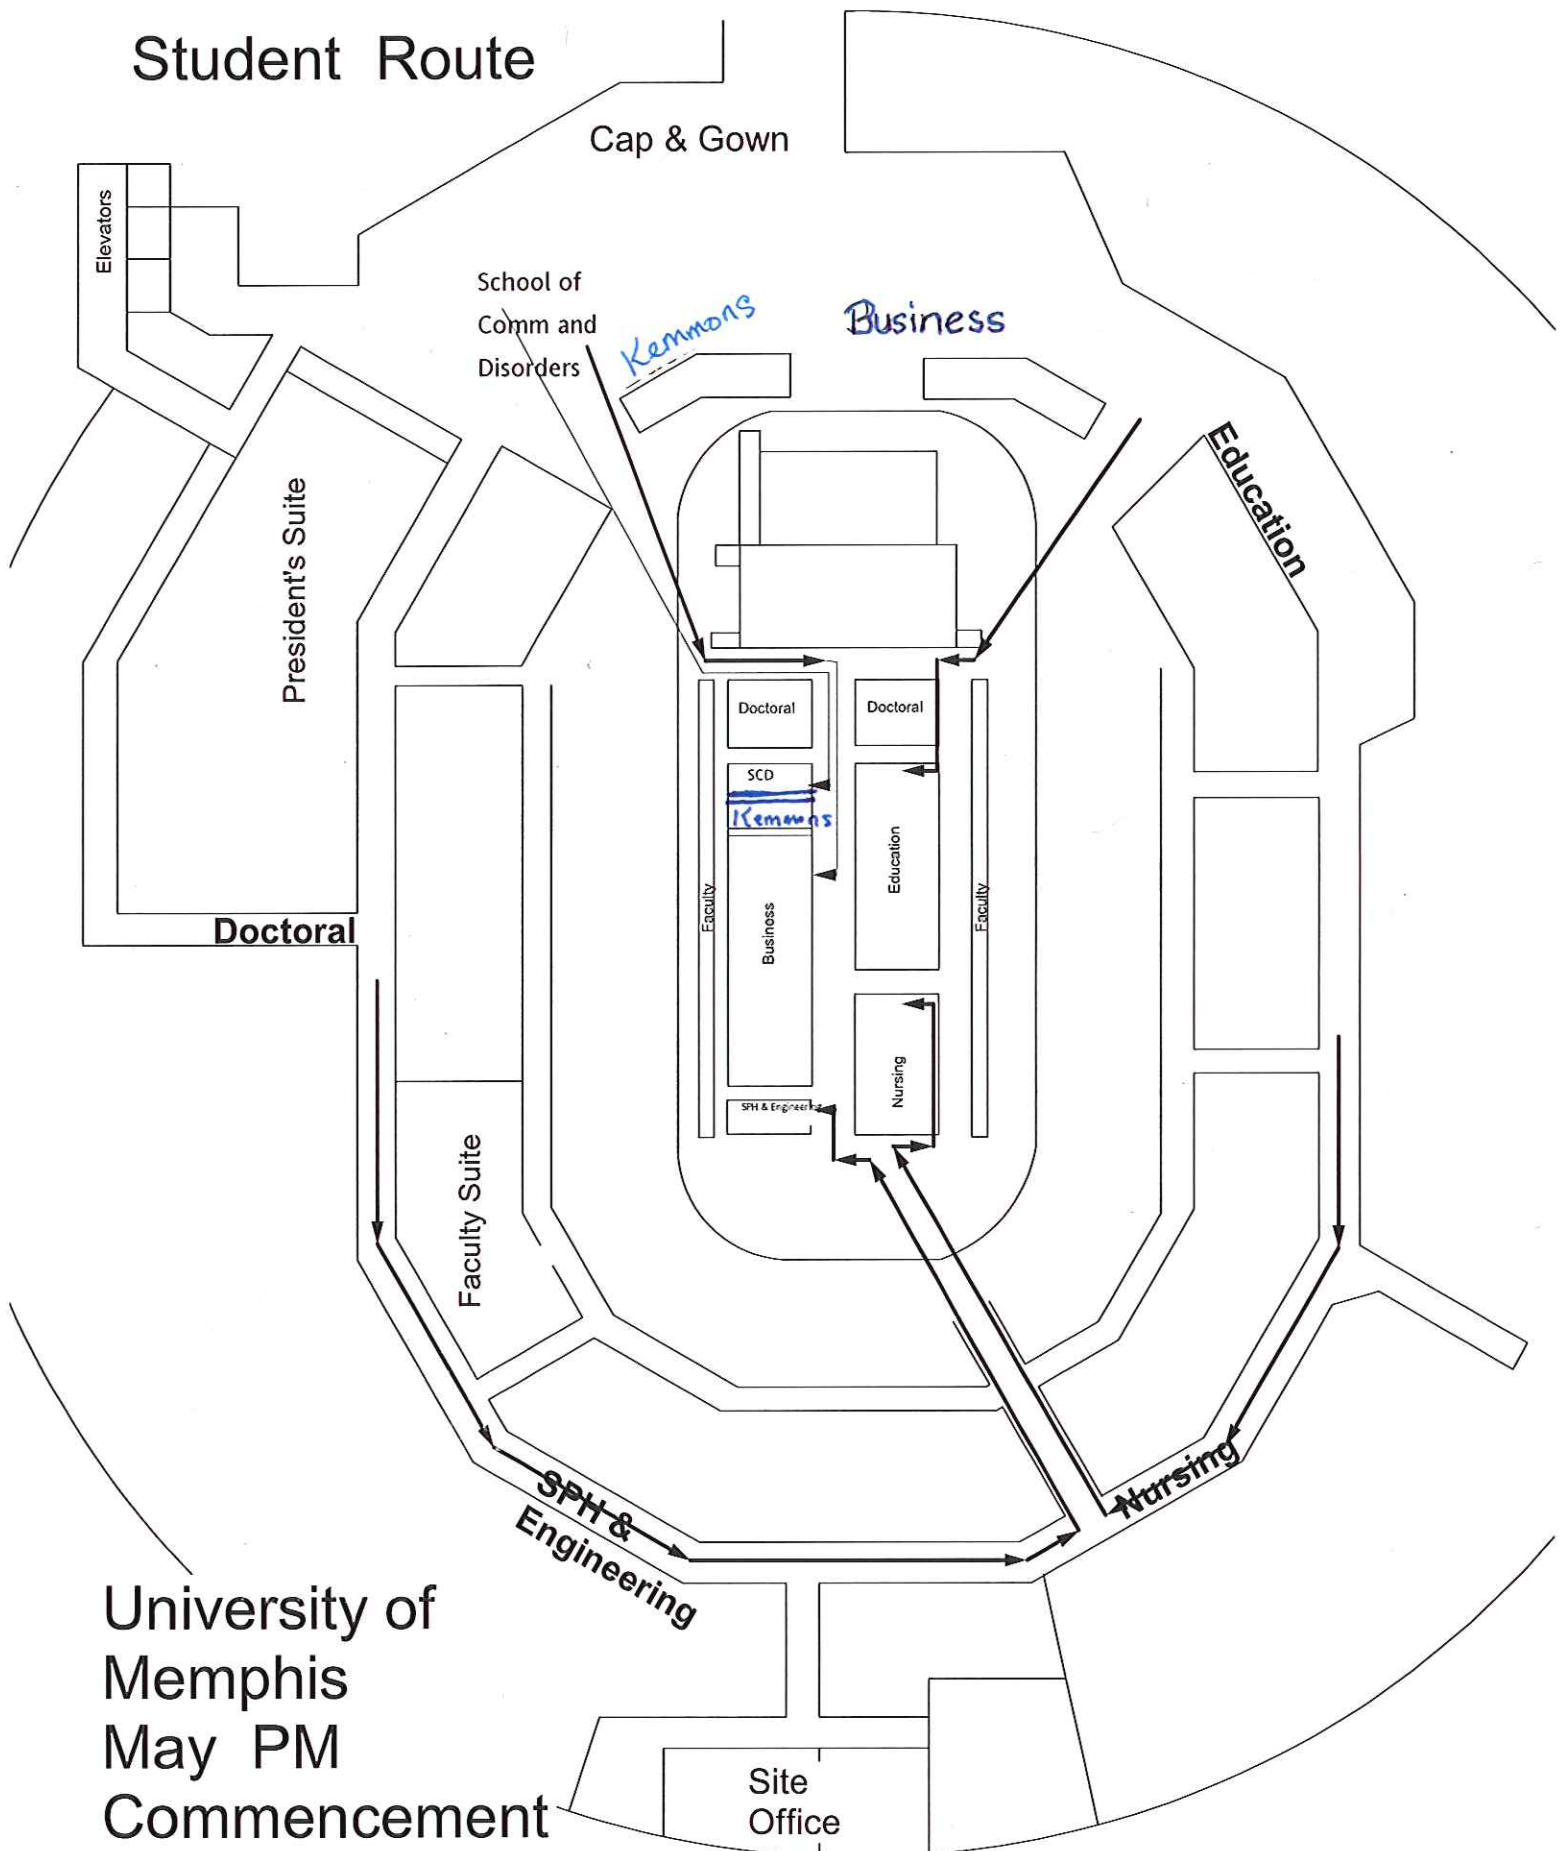 Student Route
Cap & Gown
Elevators
School of
Comm and
Disorders
Kemmons
Business
Education
President's Suite
Doctoral
Doctoral
SCD
Kemmons
Education
Faculty
Faculty
Business
Doctoral
Nursing
SPH & Engineering
Faculty Suite
SPH &
Engineering
Nursing
University of
Memphis
May PM
Commencement
Site
Office